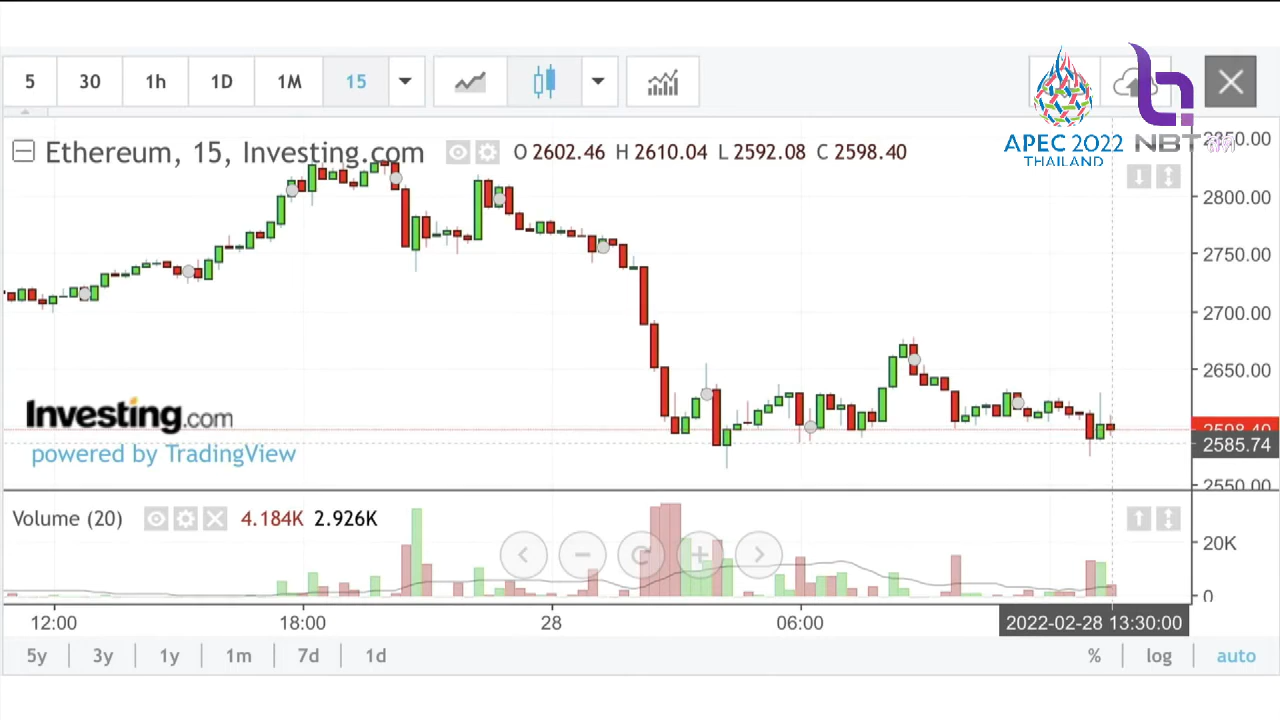 5 30 1h 1D 1M 15
Ethereum, 15, Investing.com O 2602.46 H 2610.04 L 2592.08 C 2598.40
APEC 2022
THAILAND
NBT
2800.00
2750.00
2700.00
2650.00
2598.40
2585.74
2550.00
Investing.com
powered by TradingView
Volume (20) 4.184K 2.926K
20K
0
12:00 18:00 28 06:00 2022-02-28 13:30:00
5y 3y 1y 1m 7d 1d % log auto